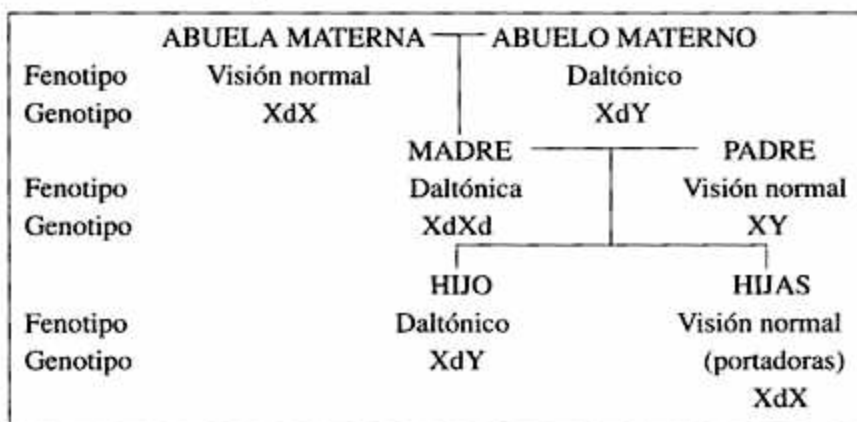 ABUELA MATERNA ABUELO MATERNO
Fenotipo Visión normal Daltónico
Genotipo XdX XdY
MADRE PADRE
Fenotipo Daltónica Visión normal
Genotipo XdXd XY
HIJO HIJAS
Fenotipo Daltónico Visión normal
Genotipo XdY (portadoras)
XdX